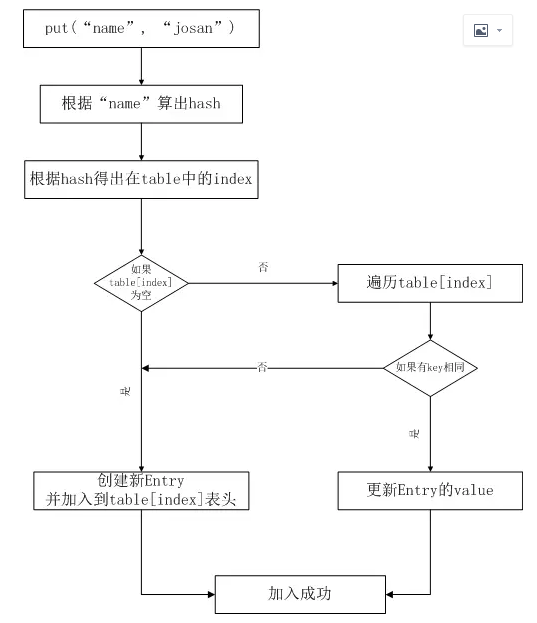 put(“name”, “josan”)
根据“name”算出hash
根据hash得出在table中的index
如果
table[index]
为空
否
遍历table[index]
如果有key相同
否
是
是
创建新Entry
并加入到table[index]表头
更新Entry的value
加入成功